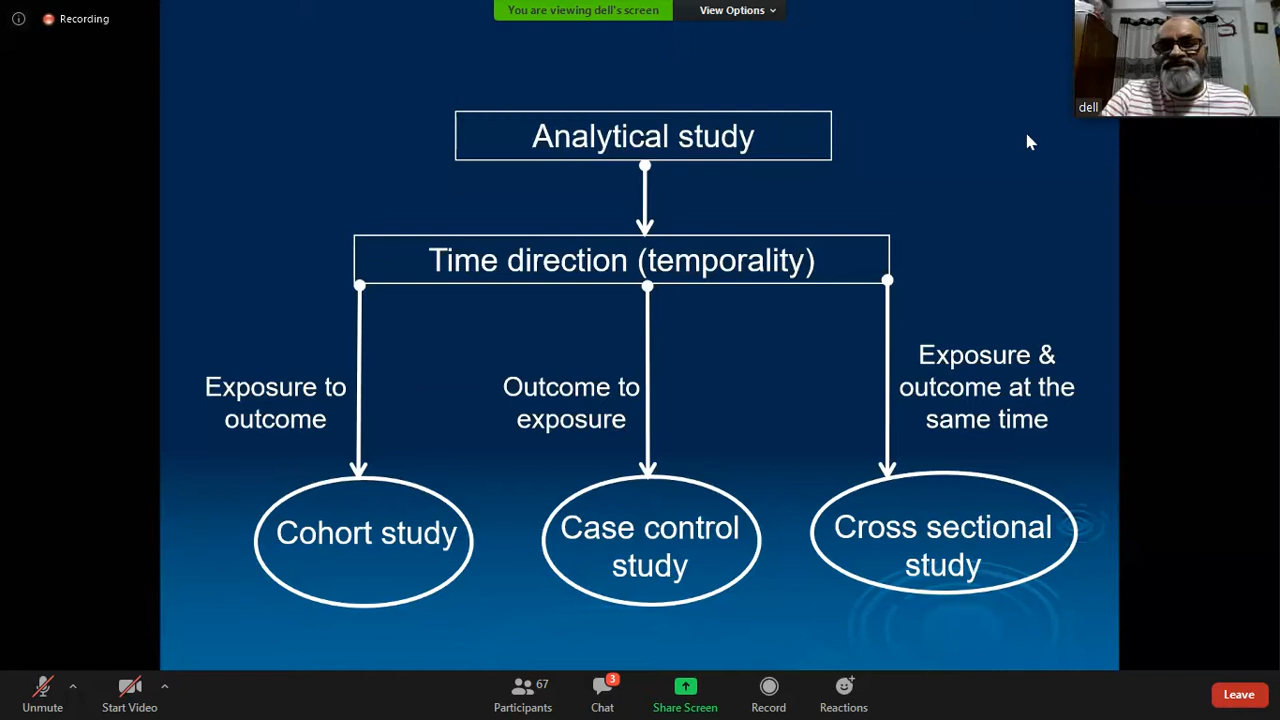 Recording
You are viewing dell's screen
View Options
dell
Analytical study
Time direction (temporality)
Exposure to
outcome
Outcome to
exposure
Exposure &
outcome at the
same time
Cohort study
Case control
study
Cross sectional
study
Unmute
Start Video
67
Participants
3
Chat
Share Screen
Record
Reactions
Leave